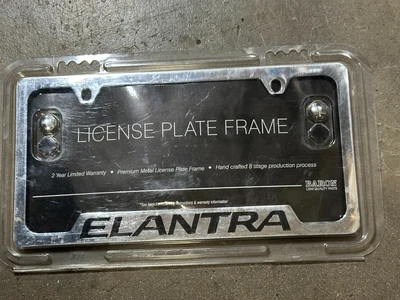 LICENSE PLATE FRAME
2 Year Limited Warranty • Premium Metal License Plate Frame • Hand crafted 8 stage production process
BARON
ELANTRA